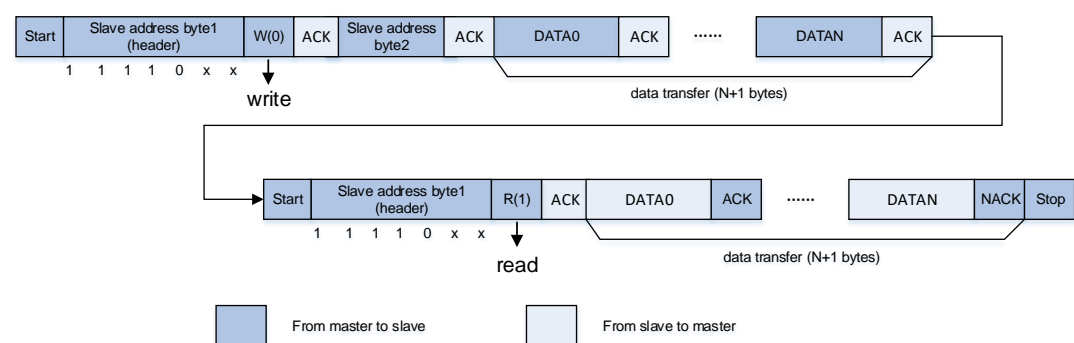 Start Slave address byte1 (header) W(0) ACK Slave address byte2 ACK DATA0 ACK ...... DATAN ACK
1 1 1 1 0 x x
data transfer (N+1 bytes)
write
Start Slave address byte1 (header) R(1) ACK DATA0 ACK ...... DATAN NACK Stop
1 1 1 1 0 x x
data transfer (N+1 bytes)
read
From master to slave
From slave to master